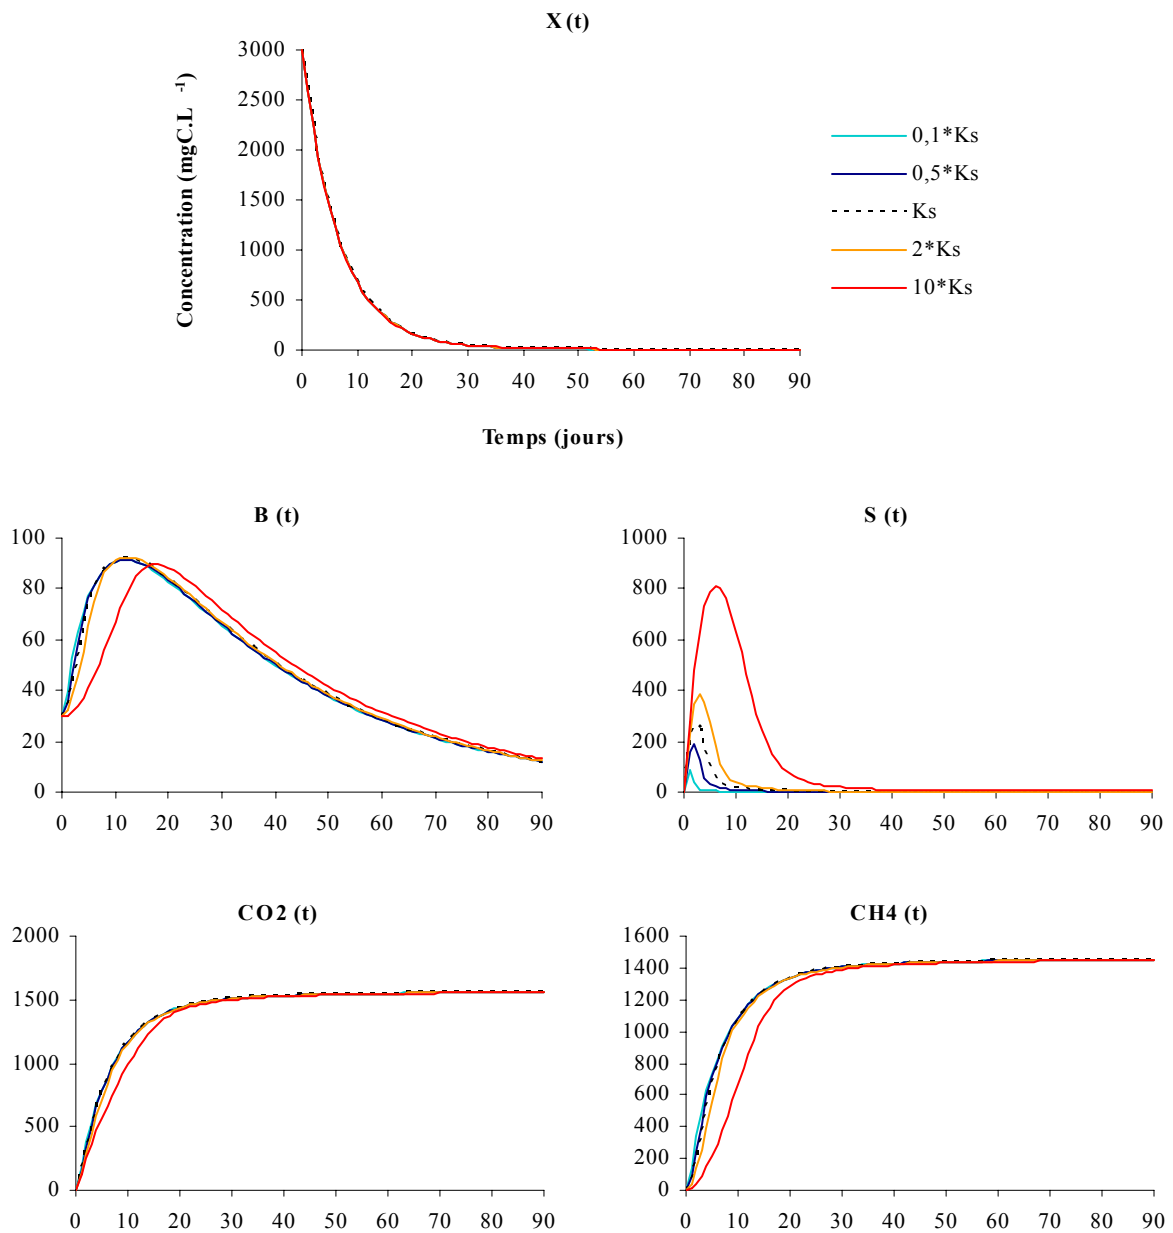 X (t)
3000
2500
2000
1500
1000
500
0
Concentration (mgC.L -1)
0 10 20 30 40 50 60 70 80 90
Temps (jours)
0,1*Ks
0,5*Ks
Ks
2*Ks
10*Ks
B (t)
100
80
60
40
20
0
0 10 20 30 40 50 60 70 80 90
S (t)
1000
800
600
400
200
0
0 10 20 30 40 50 60 70 80 90
CO2 (t)
2000
1500
1000
500
0
0 10 20 30 40 50 60 70 80 90
CH4 (t)
1600
1400
1200
1000
800
600
400
200
0
0 10 20 30 40 50 60 70 80 90